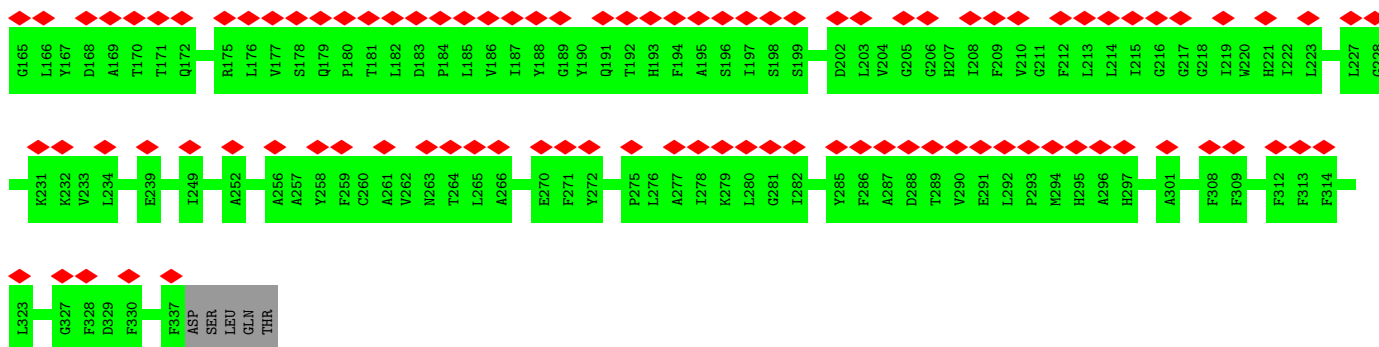 G165 L166 Y167 D168 A169 T170 T171 Q172 R175 L176 V177 S178 Q179 P180 T181 L182 D183 P184 L185 V186 I187 Y188 G189 Y190 Q191 T192 H193 F194 A195 S196 I197 S198 S199 D202 L203 V204 G205 G206 H207 I208 F209 V210 G211 F212 L213 L214 I215 G216 G217 G218 I219 W220 H221 I222 L223 L227 G228
K231 K232 V233 L234 E239 I249 A252 A256 A257 Y258 F259 C260 A261 V262 N263 T264 L265 A266 E270 F271 Y272 P275 L276 A277 I278 K279 L280 G281 I282 Y285 F286 A287 D288 T289 V290 E291 L292 P293 M294 H295 A296 H297 A301 F308 F309 F312 F313 F314
L323 G327 F328 D329 F330 F337 ASP SER LEU GLN THR